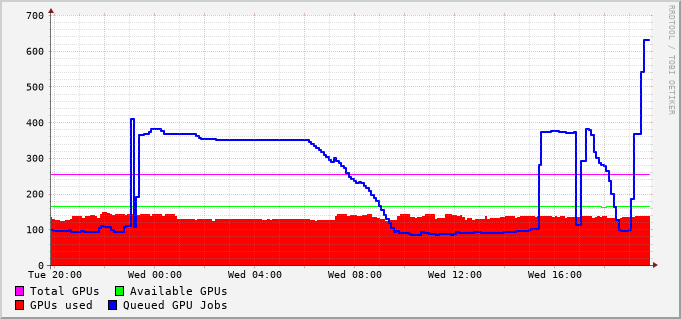 700
600
500
400
300
200
100
0
Tue 20:00 Wed 00:00 Wed 04:00 Wed 08:00 Wed 12:00 Wed 16:00
Total GPUs Available GPUs
GPUs used Queued GPU Jobs
RRDTOOL / TOBI OETIKER